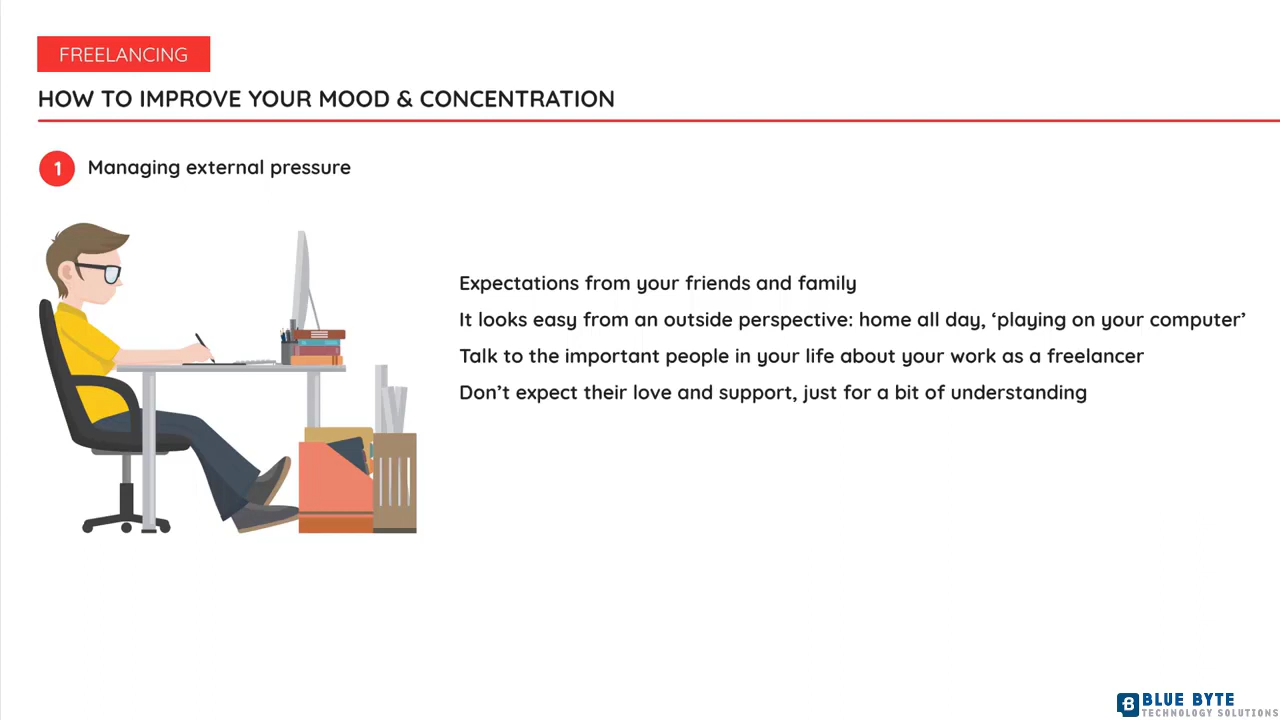 FREELANCING
HOW TO IMPROVE YOUR MOOD & CONCENTRATION
1 Managing external pressure
Expectations from your friends and family
It looks easy from an outside perspective: home all day, ‘playing on your computer’
Talk to the important people in your life about your work as a freelancer
Don’t expect their love and support, just for a bit of understanding
BLUE BYTE
TECHNOLOGY SOLUTIONS